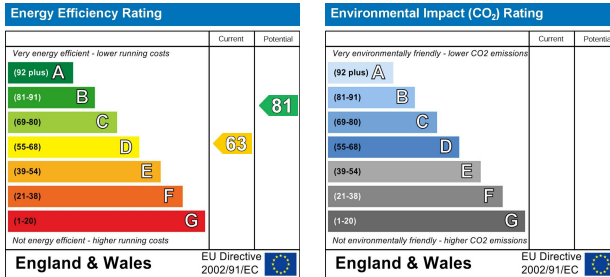 Energy Efficiency Rating
Current Potential
Very energy efficient - lower running costs
(92 plus) A
(81-91) B
81
(69-80) C
(55-68) D
63
(39-54) E
(21-38) F
(1-20) G
Not energy efficient - higher running costs
England & Wales
EU Directive
2002/91/EC
Environmental Impact (CO₂) Rating
Current Potential
Very environmentally friendly - lower CO2 emissions
(92 plus) A
(81-91) B
(69-80) C
(55-68) D
(39-54) E
(21-38) F
(1-20) G
Not environmentally friendly - higher CO2 emissions
England & Wales
EU Directive
2002/91/EC